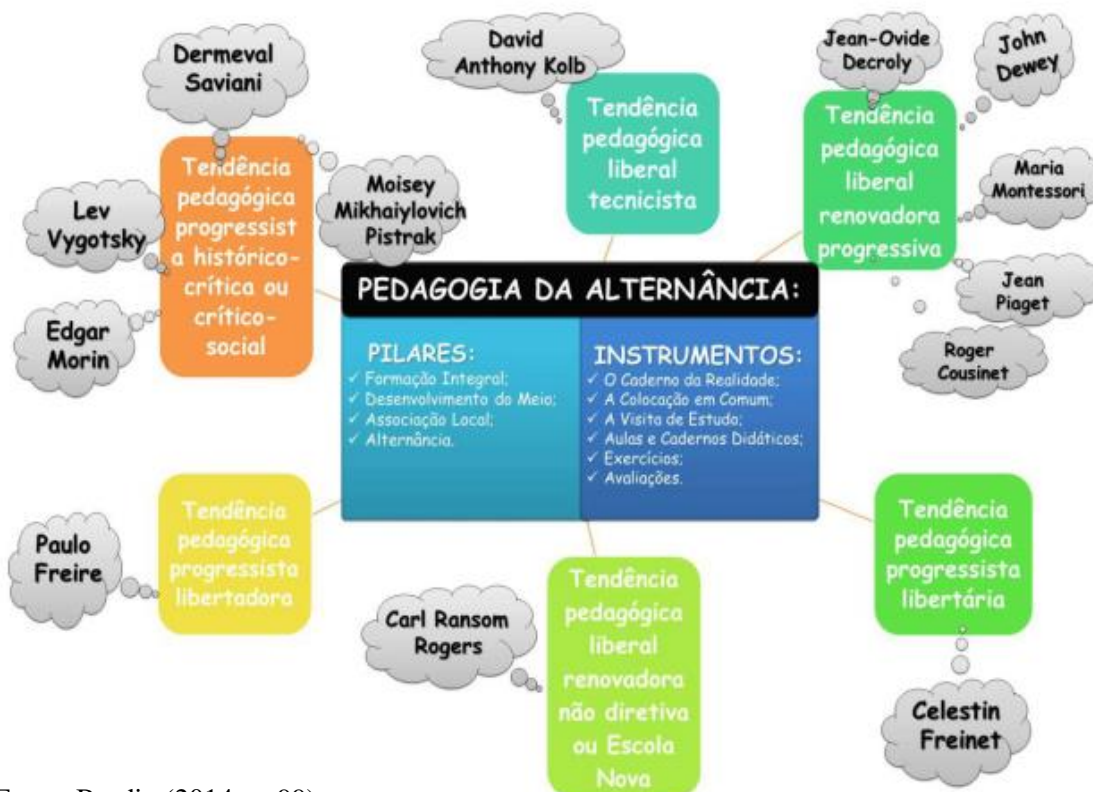 Dermeval
Saviani
David
Anthony Kolb
Jean-Ovide
Decroly
John
Dewey
Tendência
pedagógica
progressist
a histórico-
crítica ou
crítico-
social
Lev
Vygotsky
Moisey
Mikhaiylovich
Pistrak
Edgar
Morin
Tendência
pedagógica
liberal
tecnicista
Tendência
pedagógica
liberal
renovadora
progressiva
Maria
Montessori
Jean
Piaget
Roger
Cousinet
PEDAGOGIA DA ALTERNÂNCIA:
PILARES:
✓ Formação Integral;
✓ Desenvolvimento do Meio;
✓ Associação Local;
✓ Alternância.
INSTRUMENTOS:
✓ O Caderno da Realidade;
✓ A Colocação em Comum;
✓ A Visita de Estudo;
✓ Aulas e Cadernos Didáticos;
✓ Exercícios;
✓ Avaliações.
Paulo
Freire
Tendência
pedagógica
progressista
libertadora
Carl Ransom
Rogers
Tendência
pedagógica
liberal
renovadora
não diretiva
ou Escola
Nova
Tendência
pedagógica
progressista
libertária
Celestin
Freinet